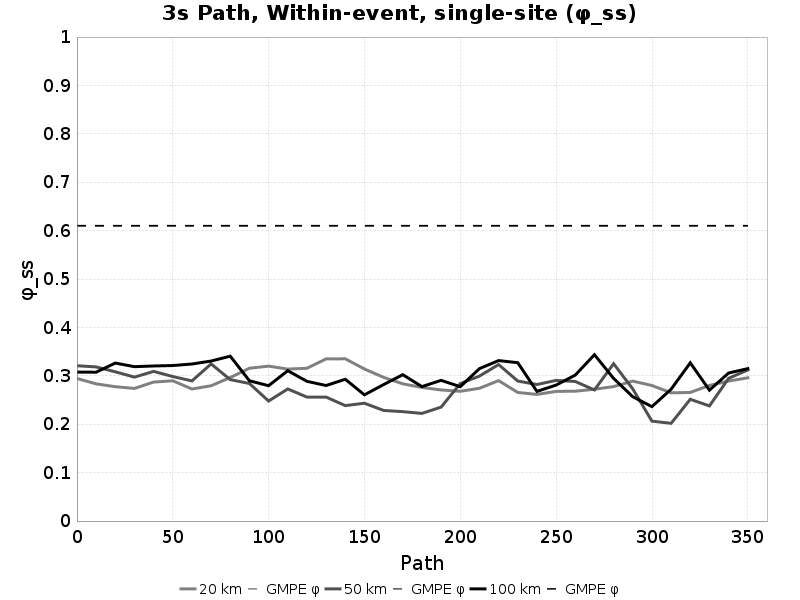 3s Path, Within-event, single-site (φ_ss)
1
0.9
0.8
0.7
0.6
0.5
0.4
0.3
0.2
0.1
0
φ_ss
0 50 100 150 200 250 300 350
Path
20 km GMPE φ 50 km GMPE φ 100 km GMPE φ